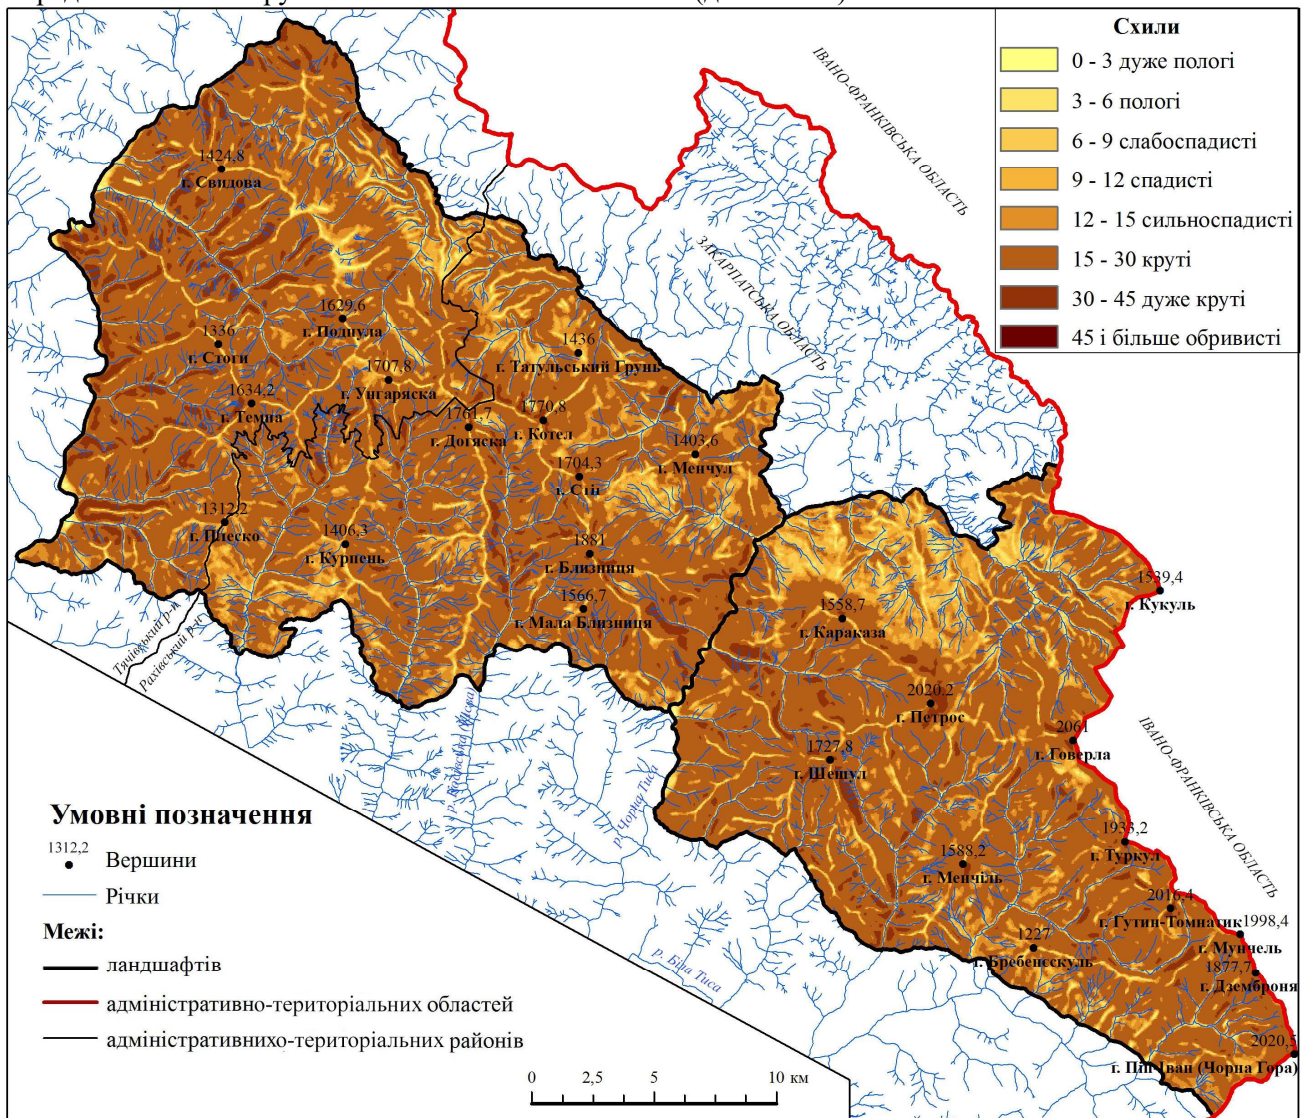 Схили
0 - 3 дуже пологі
3 - 6 пологі
6 - 9 слабоспадисті
9 - 12 спадисті
12 - 15 сильноспадисті
15 - 30 круті
30 - 45 дуже круті
45 і більше обривисті
ІВАНО-ФРАНКІВСЬКА ОБЛАСТЬ
ЗАКАРПАТСЬКА ОБЛАСТЬ
1424,8
г. Свидова
1629,6
г. Подпула
1336
г. Стоги
1436
г. Татульський Грунь
1707,8
г. Унгаряска
1634,2
г. Темпа
1761,7
г. Догяска
1770,8
г. Котел
1403,6
г. Менчул
1704,3
г. Стіг
1312,2
г. Плеско
1406,3
г. Курпень
1881
г. Близниця
1566,7
г. Мала Близниця
1539,4
г. Кукуль
1558,7
г. Караказа
Тячівський р-н
Рахівський р-н
2020,2
г. Петрос
2061
г. Говерла
1727,8
г. Шешул
р. Чорна Тиса
ІВАНО-ФРАНКІВСЬКА ОБЛАСТЬ
1933,2
г. Туркул
1588,2
г. Менчіль
2016,4
г. Гутин-Томнатик
1998,4
г. Мунчель
1227
г. Бребенєскуль
1877,7
г. Дземброня
р. Біла Тиса
2020,5
г. Піп Іван (Чорна Гора)
Умовні позначення
1312,2
Вершини
Річки
Межі:
ландшафтів
адміністративно-територіальних областей
адміністративнихо-територіальних районів
0 2,5 5 10 км